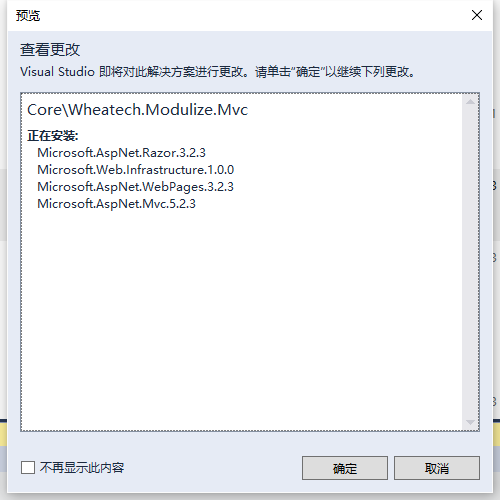 预览
查看更改
Visual Studio 即将对此解决方案进行更改。请单击"确定"以继续下列更改。
Core\Wheatech.Modulize.Mvc
正在安装:
Microsoft.AspNet.Razor.3.2.3
Microsoft.Web.Infrastructure.1.0.0
Microsoft.AspNet.WebPages.3.2.3
Microsoft.AspNet.Mvc.5.2.3
不再显示此内容
确定
取消